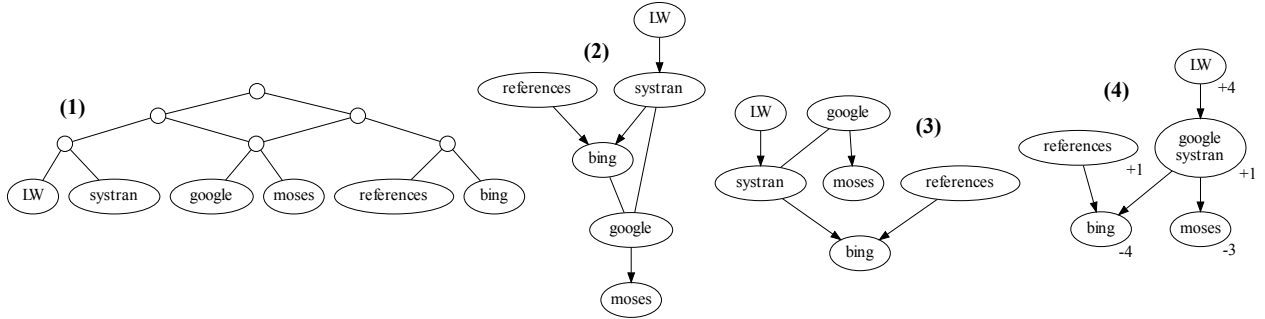 (1)
LW
systran
google
moses
references
bing
(2)
LW
references
systran
bing
google
moses
(3)
LW
google
systran
moses
references
bing
(4)
LW
+4
references
+1
google
systran
+1
bing
-4
moses
-3